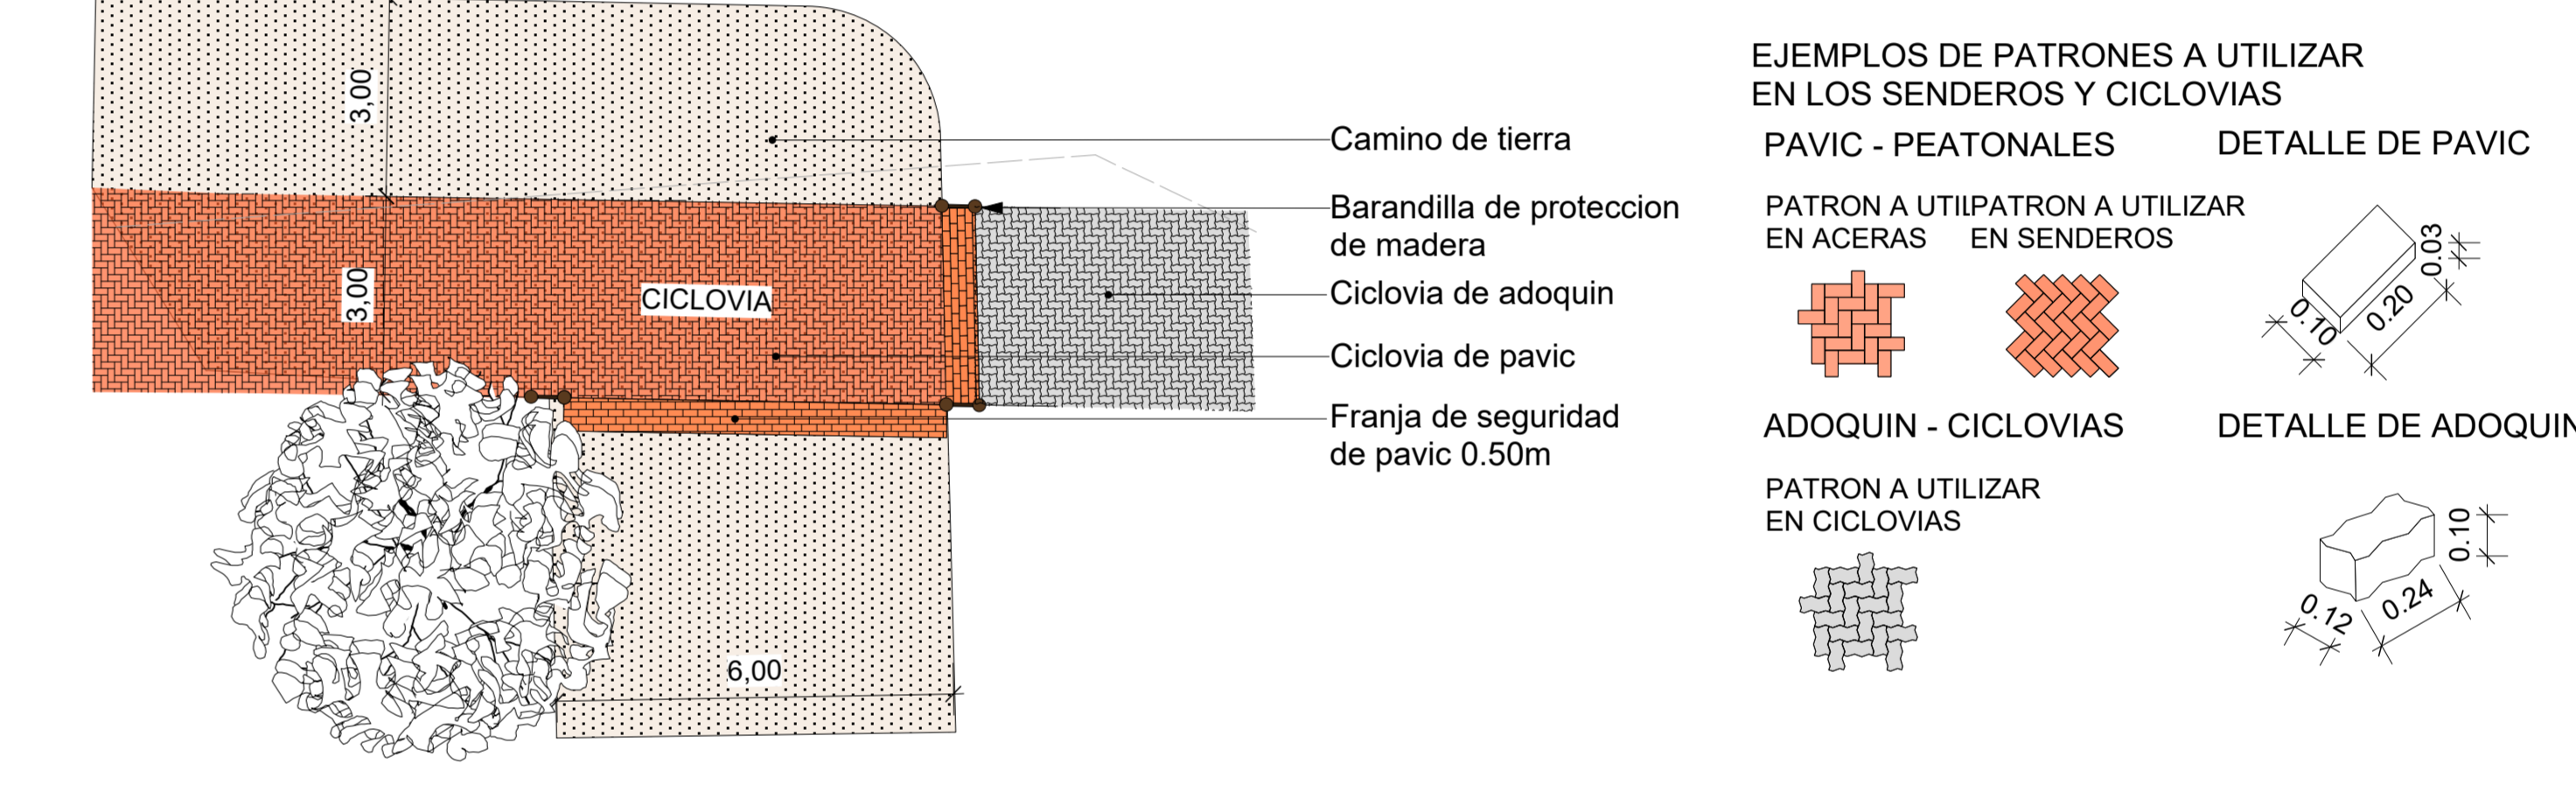 3,00
3,00
CICLOVIA
6,00
Camino de tierra
Barandilla de proteccion
de madera
Ciclovia de adoquin
Ciclovia de pavic
Franja de seguridad
de pavic 0.50m
EJEMPLOS DE PATRONES A UTILIZAR
EN LOS SENDEROS Y CICLOVIAS
PAVIC - PEATONALES
PATRON A UTIL
EN ACERAS
PATRON A UTILIZAR
EN SENDEROS
DETALLE DE PAVIC
0.03
0.10
0.20
ADOQUIN - CICLOVIAS
PATRON A UTILIZAR
EN CICLOVIAS
DETALLE DE ADOQUIN
0.10
0.12
0.24